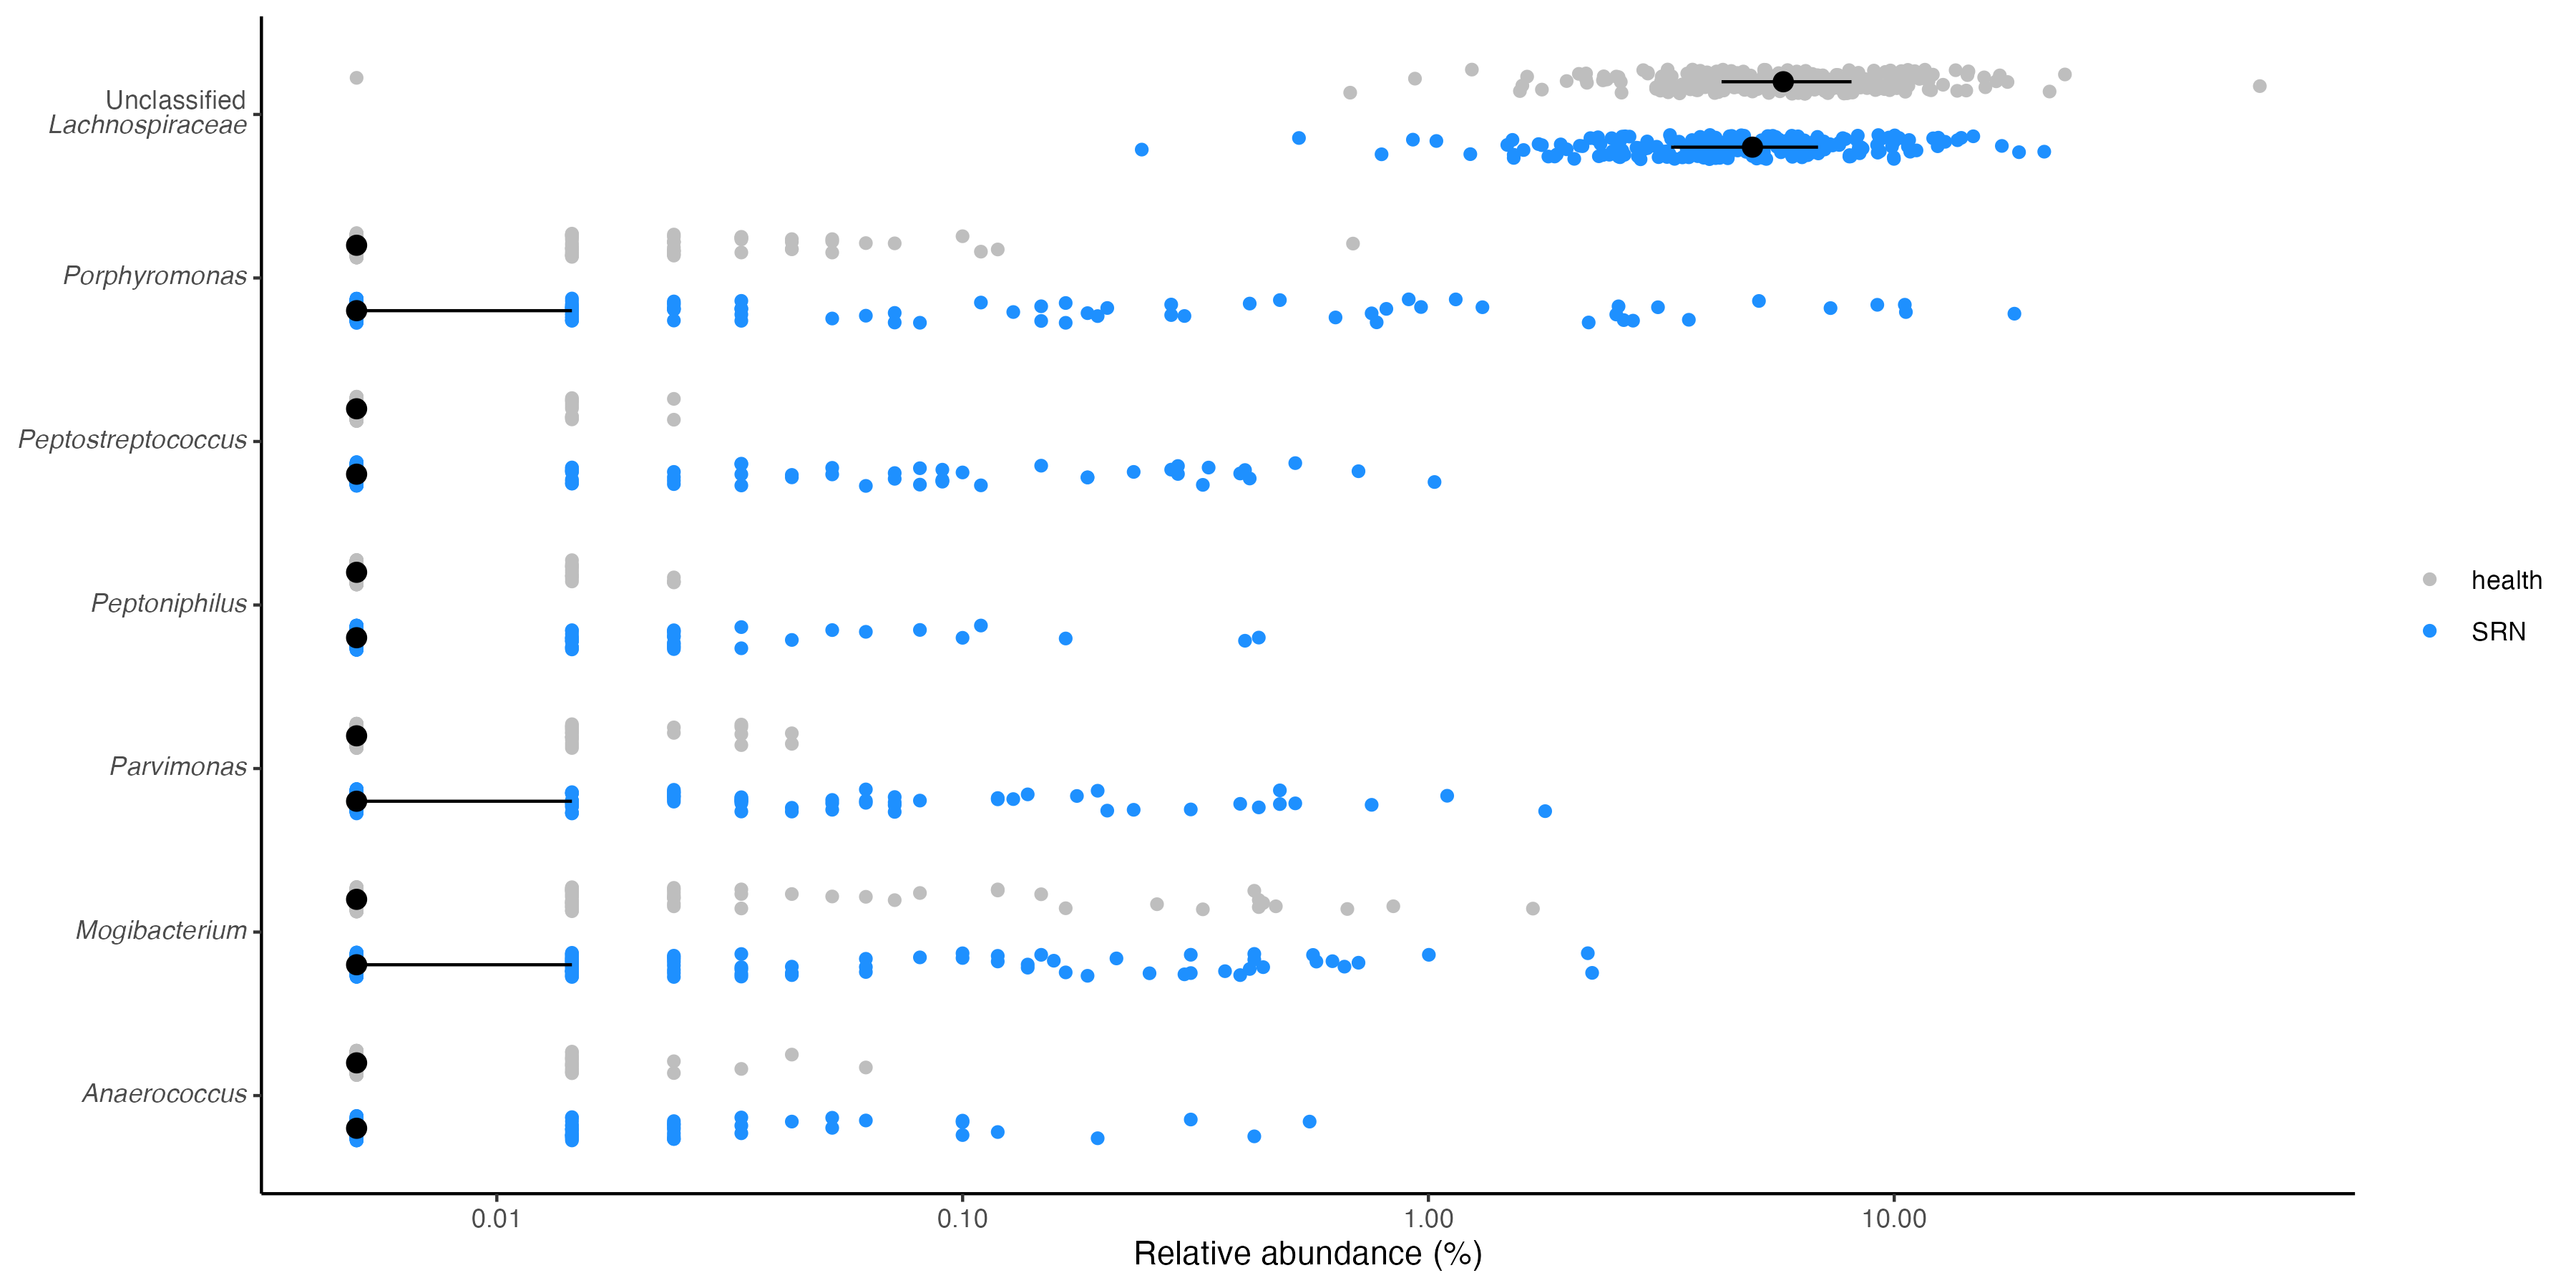 Unclassified
Lachnospiraceae
Porphyromonas
Peptostreptococcus
Peptoniphilus
Parvimonas
Mogibacterium
Anaerococcus
health
SRN
0.01
0.10
1.00
10.00
Relative abundance (%)